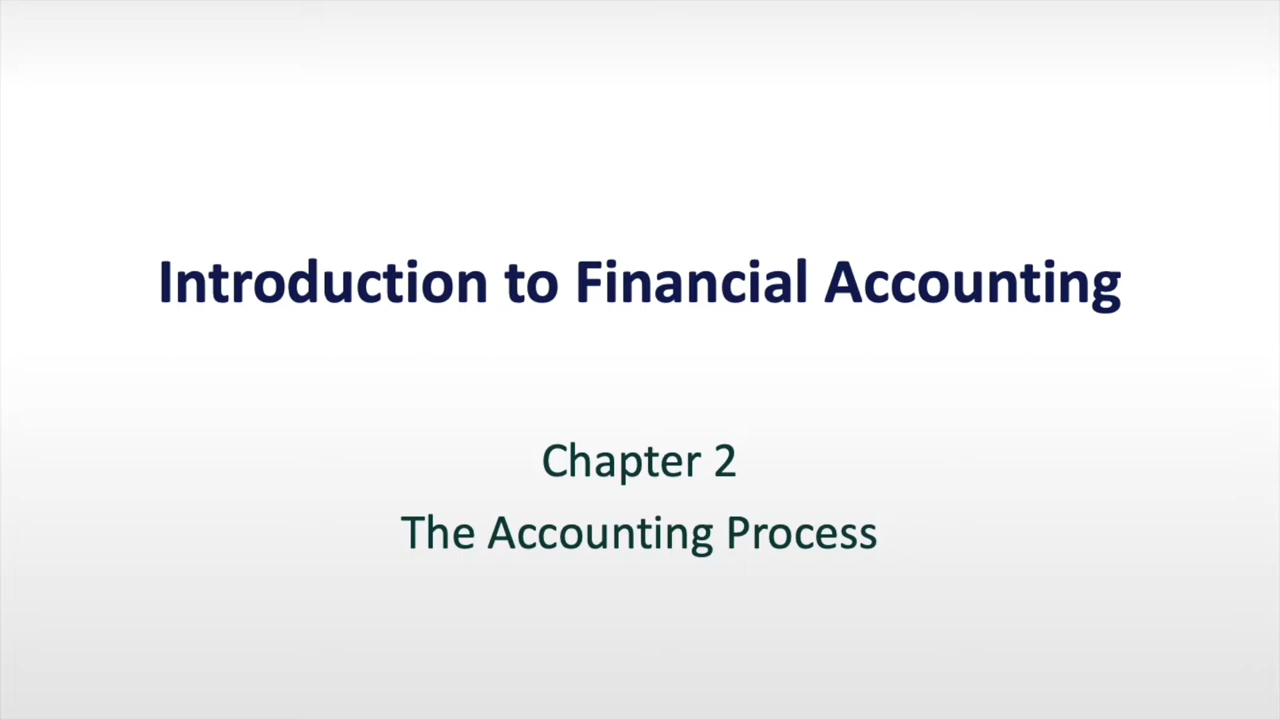 Introduction to Financial Accounting
Chapter 2
The Accounting Process